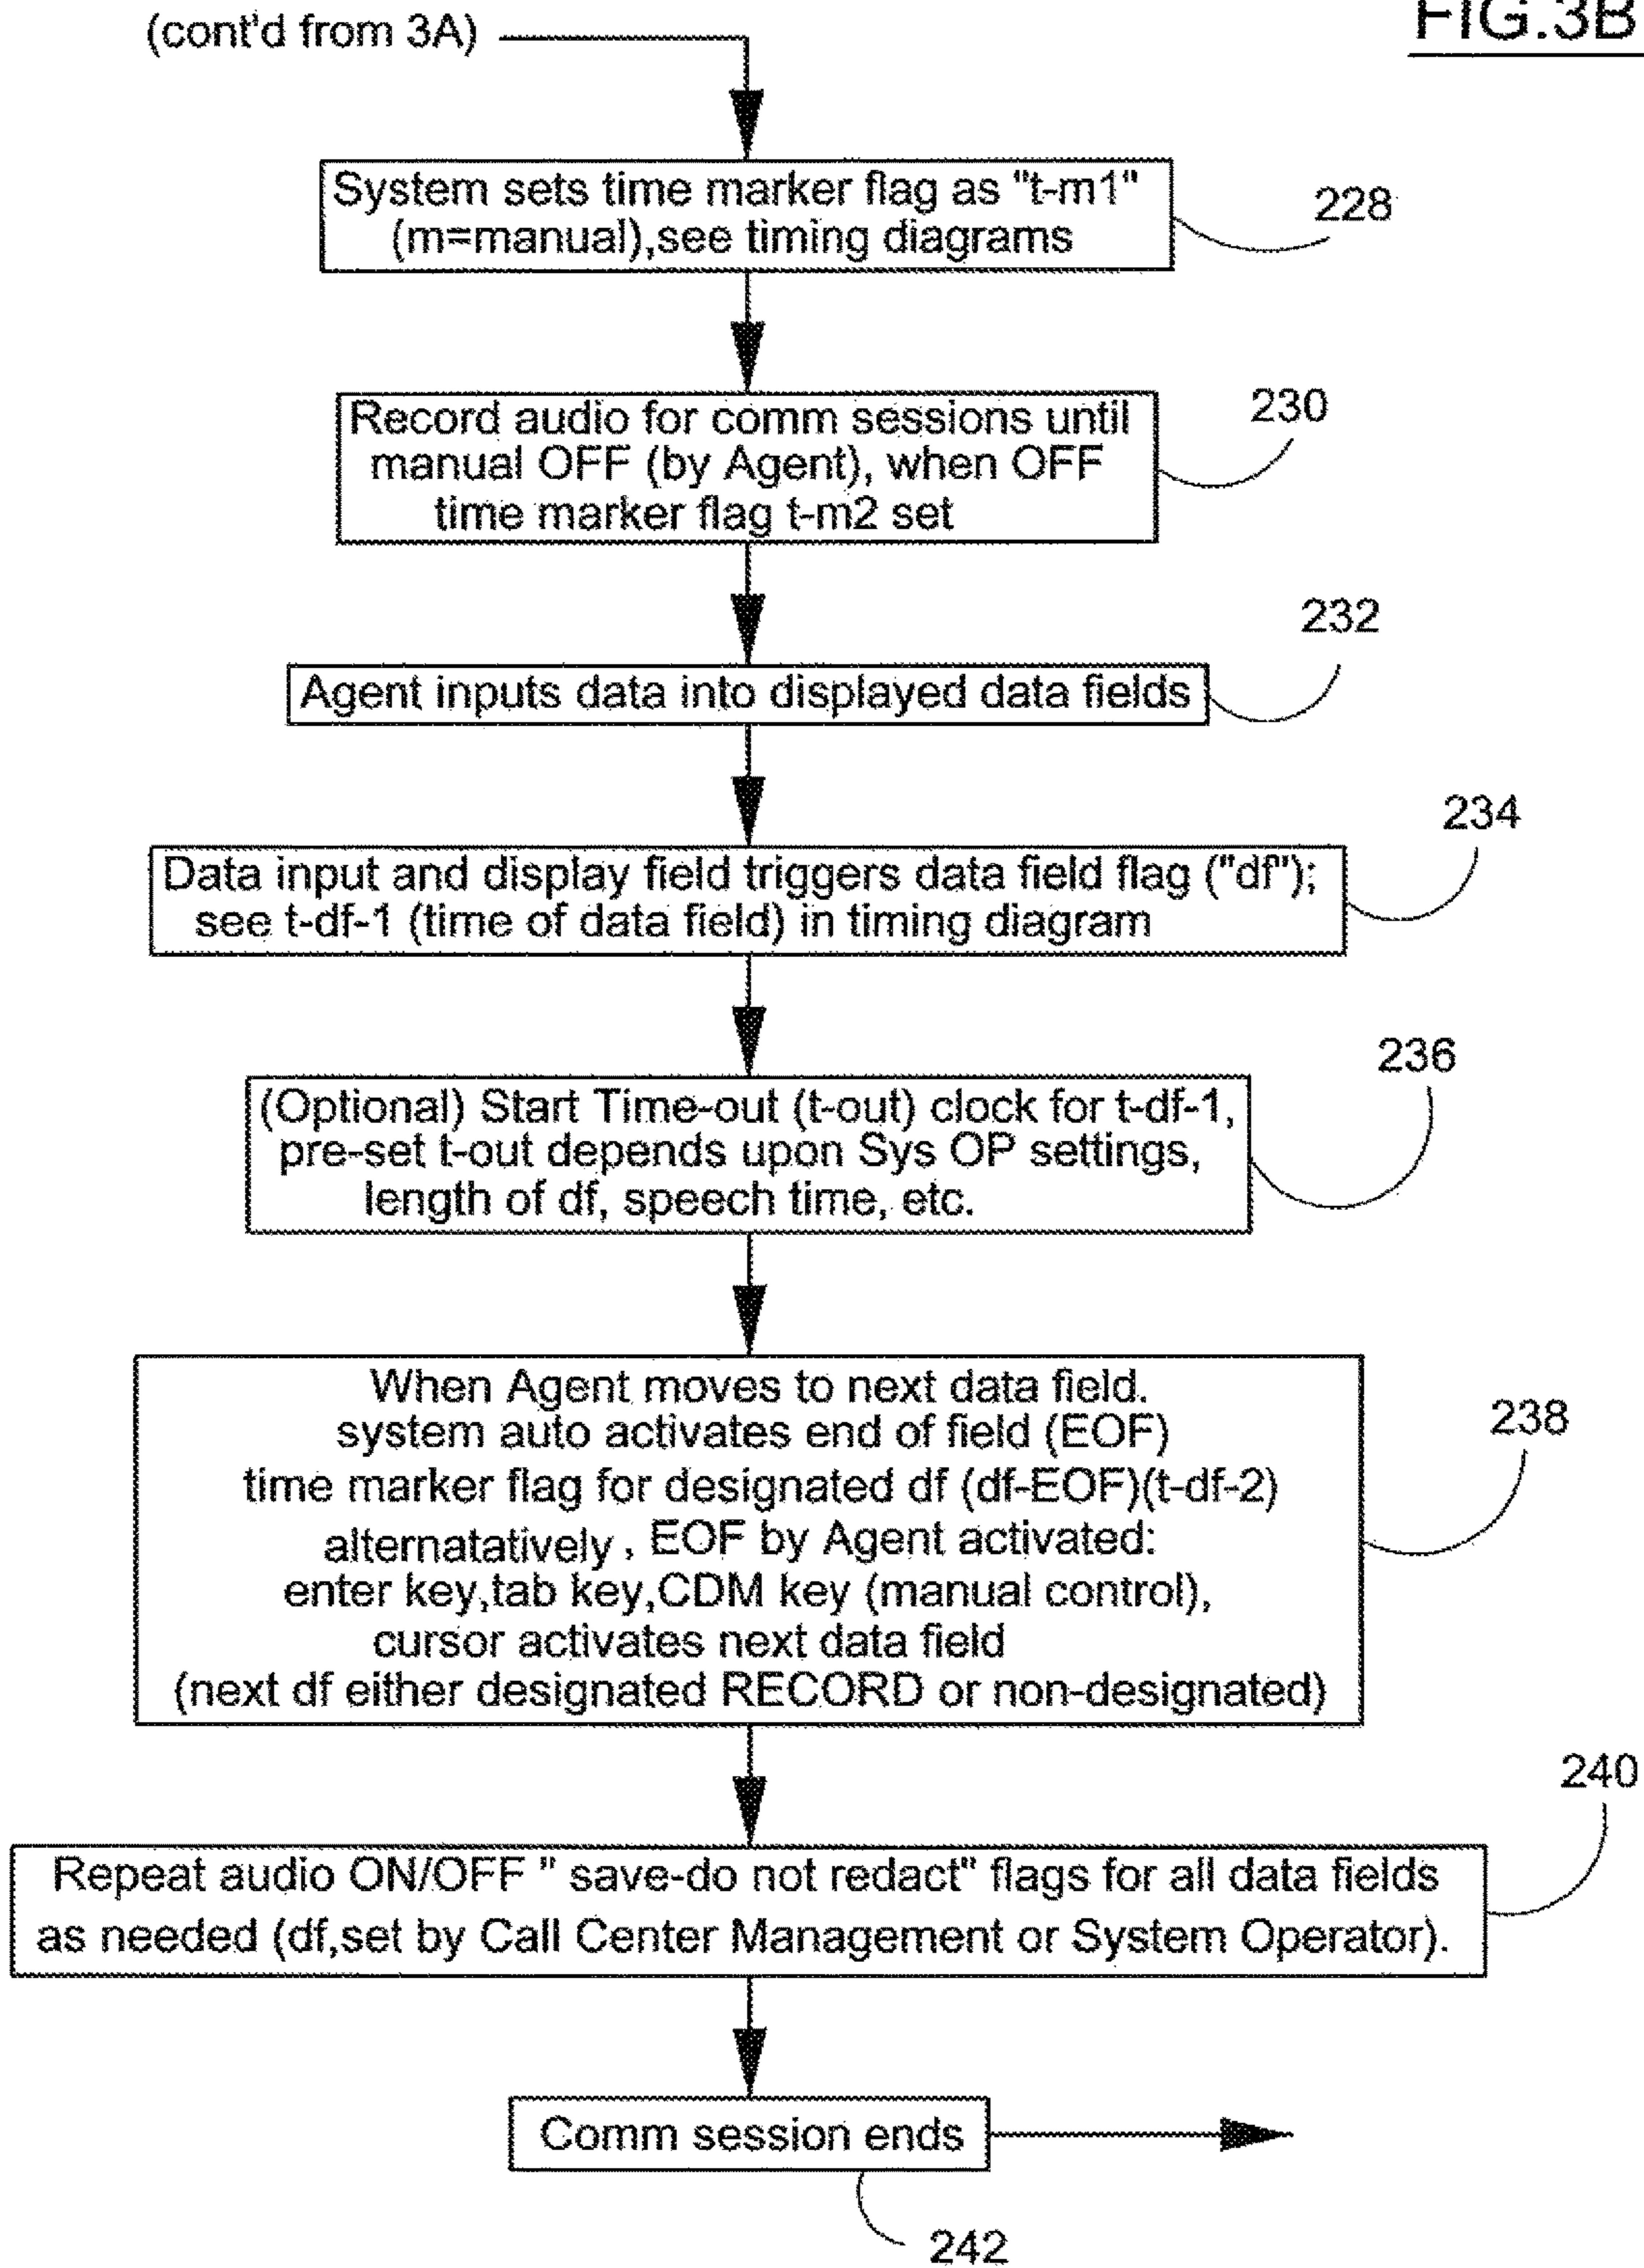 (cont'd from 3A)
FIG.3B
System sets time marker flag as "t-m1"
(m=manual),see timing diagrams
228
Record audio for comm sessions until
manual OFF (by Agent), when OFF
time marker flag t-m2 set
230
232
Agent inputs data into displayed data fields
234
Data input and display field triggers data field flag ("df");
see t-df-1 (time of data field) in timing diagram
236
(Optional) Start Time-out (t-out) clock for t-df-1,
pre-set t-out depends upon Sys OP settings,
length of df, speech time, etc.
When Agent moves to next data field.
system auto activates end of field (EOF)
time marker flag for designated df (df-EOF)(t-df-2)
alternatatively, EOF by Agent activated:
enter key,tab key,CDM key (manual control),
cursor activates next data field
(next df either designated RECORD or non-designated)
238
240
Repeat audio ON/OFF " save-do not redact" flags for all data fields
as needed (df,set by Call Center Management or System Operator).
Comm session ends
242